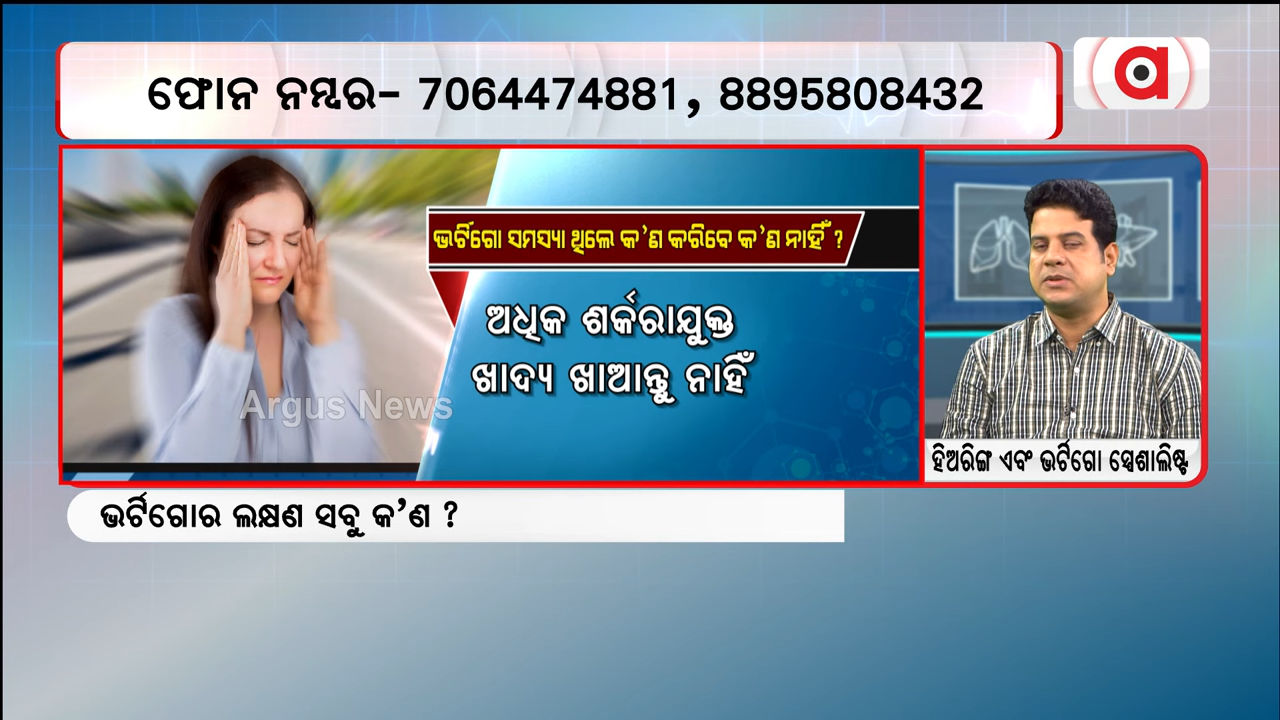 ଫୋନ ନମ୍ବର- 7064474881, 8895808432
a
ଭର୍ଟିଗୋ ସମସ୍ୟା ଥିଲେ କ'ଣ କରିବେ କ'ଣ ନାହିଁ ?
ଅଧିକ ଶର୍କରାଯୁକ୍ତ
ଖାଦ୍ୟ ଖାଆନ୍ତୁ ନାହିଁ
Argus News
ହିଅରିଙ୍ଗ ଏବଂ ଭର୍ଟିଗୋ ସ୍ପେଶାଲିଷ୍ଟ
ଭର୍ଟିଗୋର ଲକ୍ଷଣ ସବୁ କ'ଣ ?